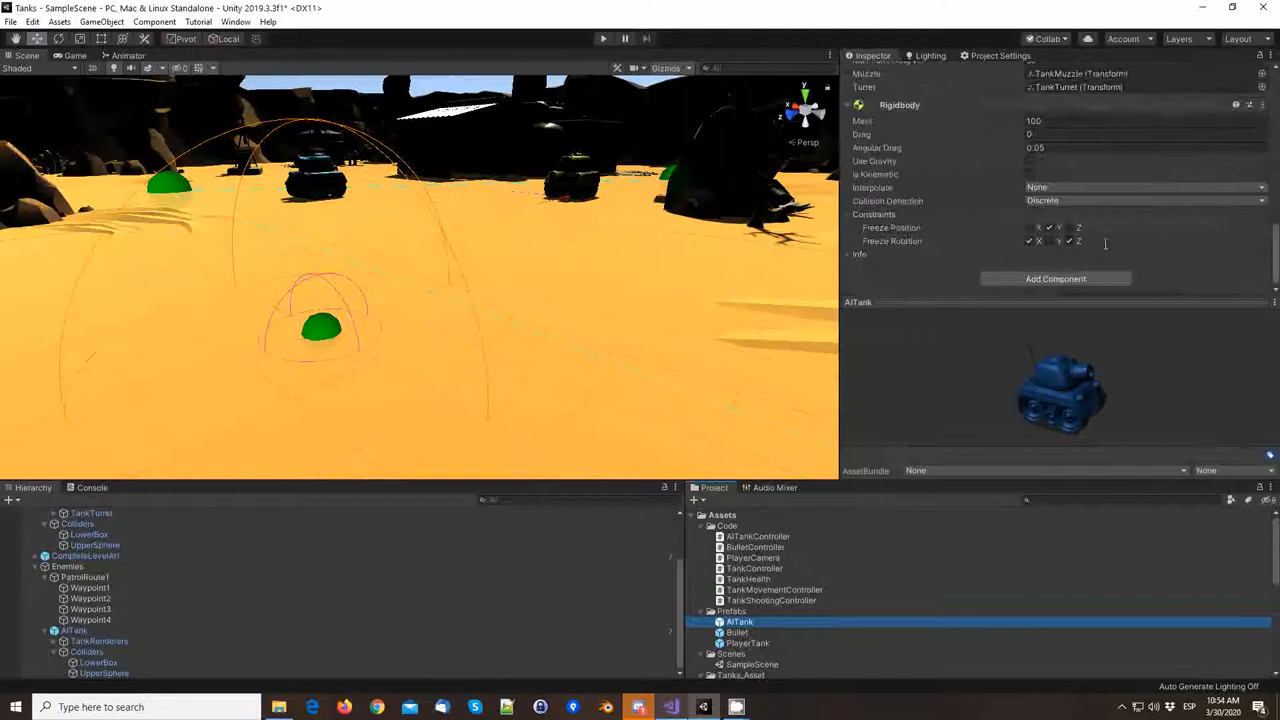 Tanks - SampleScene - PC, Mac & Linux Standalone - Unity 2019.3.3f1* <DX11>
File Edit Assets GameObject Component Tutorial Window Help
Pivot Local Collab Account Layers Layout
Scene Game Animator Inspector Lighting Project Settings
Shaded 2D 0 Gizmos All
Muzzle TankMuzzle (Transform)
Turret TankTurret (Transform)
Rigidbody
Mass 100
Drag 0
Angular Drag 0.05
Use Gravity
Is Kinematic
Interpolate None
Collision Detection Discrete
Constraints
Freeze Position X Y Z
Freeze Rotation X Y Z
Info
Add Component
AITank
y
x
z
Persp
AssetBundle None None
Hierarchy Console
All
TankTurret
Colliders
LowerBox
UpperSphere
CompleteLevelArt
Enemies
PatrolRoute1
Waypoint1
Waypoint2
Waypoint3
Waypoint4
AITank
TankRenderers
Colliders
LowerBox
UpperSphere
Project Audio Mixer
8
Assets
Code
AITankController
BulletController
PlayerCamera
TankController
TankHealth
TankMovementController
TankShootingController
Prefabs
AITank
Bullet
PlayerTank
Scenes
SampleScene
Tanks_Asset
Auto Generate Lighting Off
Type here to search
ESP
10:54 AM
3/30/2020